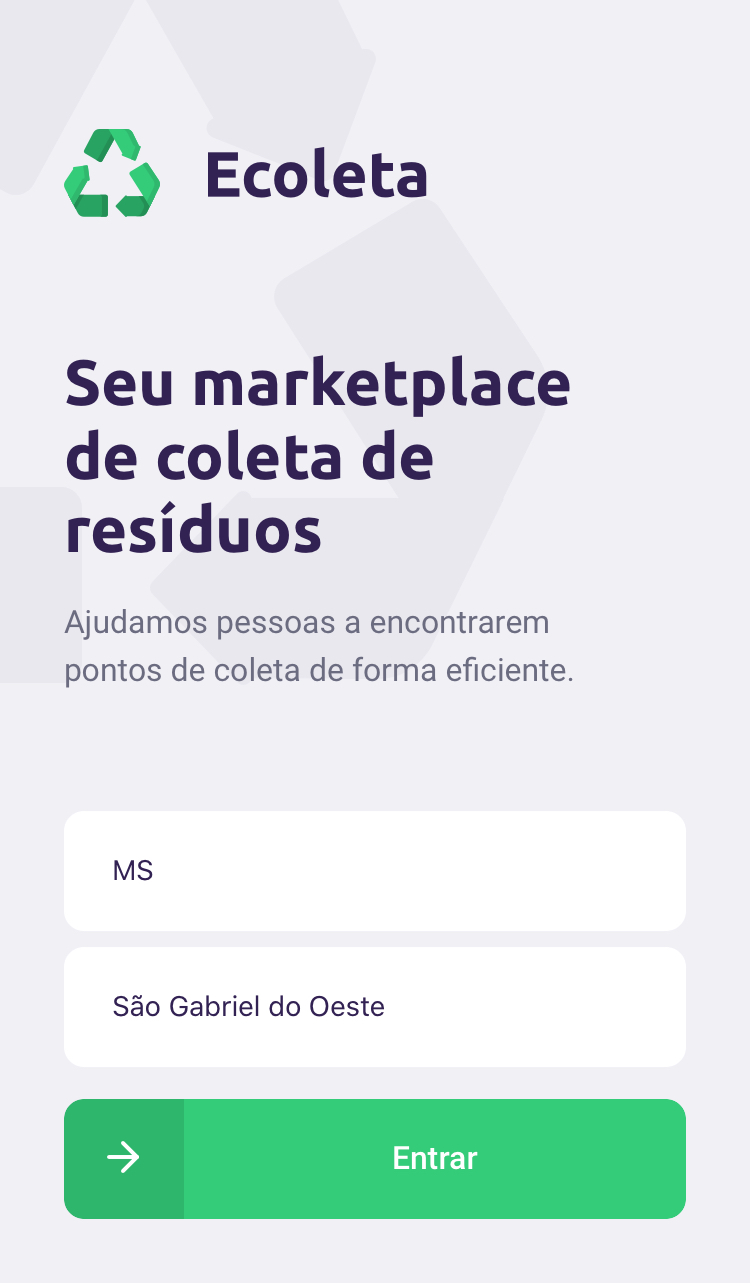 Ecoleta
Seu marketplace
de coleta de
resíduos
Ajudamos pessoas a encontrarem
pontos de coleta de forma eficiente.
MS
São Gabriel do Oeste
Entrar